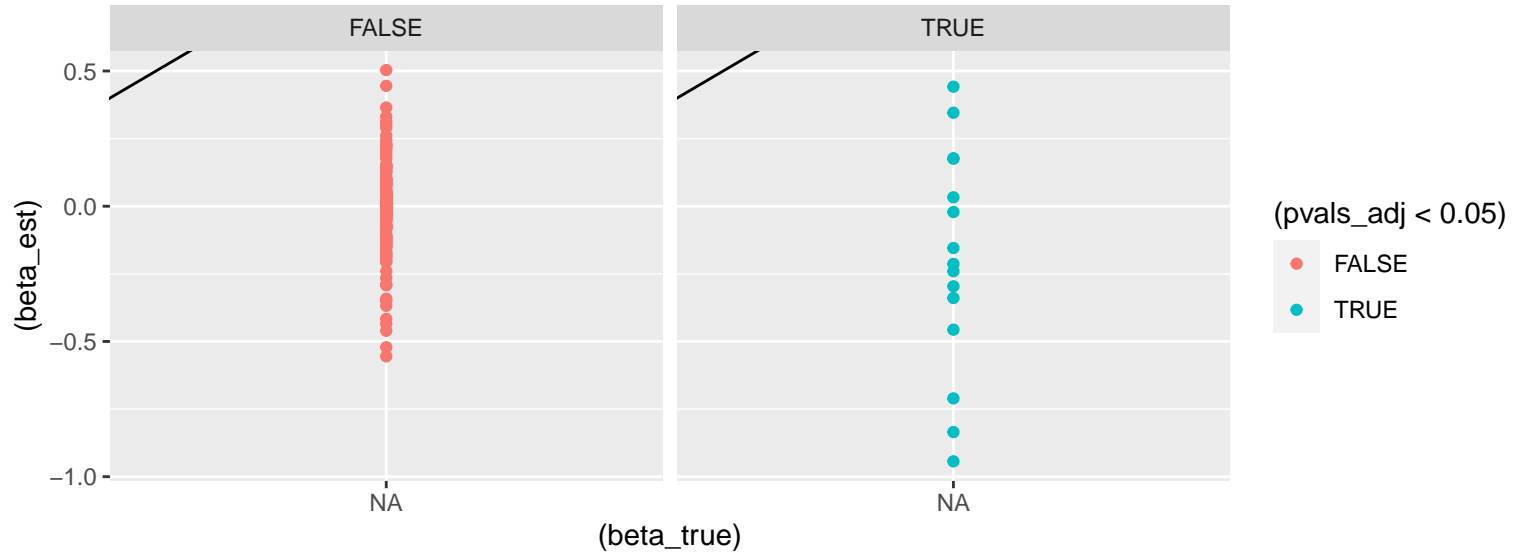 FALSE
TRUE
0.5
0.0
−0.5
−1.0
(beta_est)
NA
NA
(beta_true)
(pvals_adj < 0.05)
FALSE
TRUE